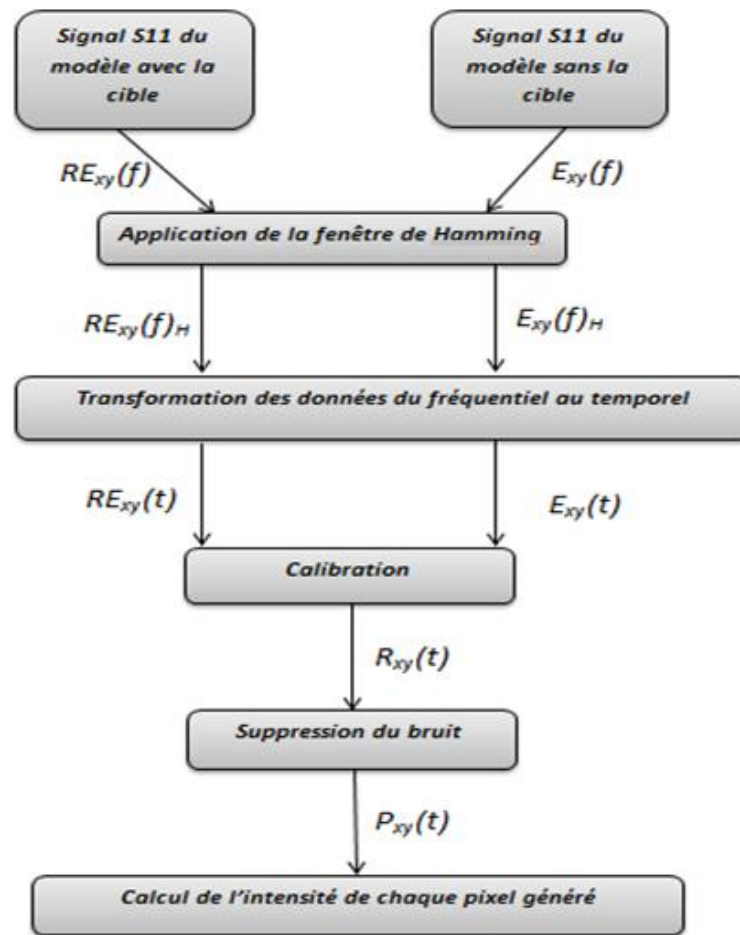 Signal S11 du
modèle avec la
cible
Signal S11 du
modèle sans la
cible
RExy(f)
Exy(f)
Application de la fenêtre de Hamming
RExy(f)H
Exy(f)H
Transformation des données du fréquentiel au temporel
RExy(t)
Exy(t)
Calibration
Rxy(t)
Suppression du bruit
Pxy(t)
Calcul de l'intensité de chaque pixel généré